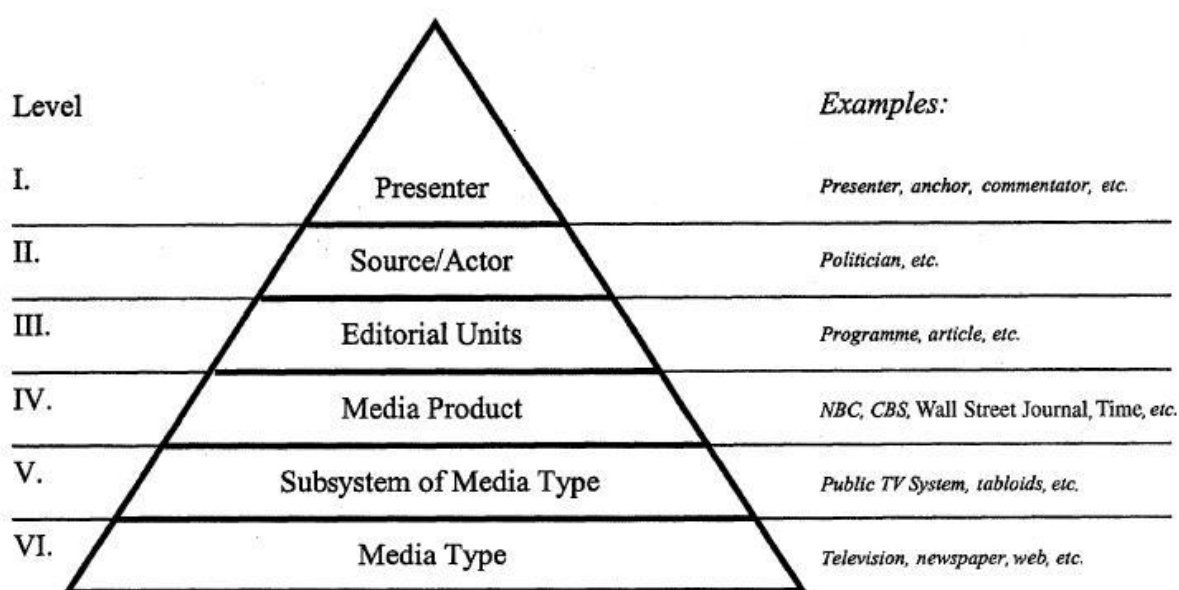 Level
Examples:
I.
Presenter
Presenter, anchor, commentator, etc.
II.
Source/Actor
Politician, etc.
III.
Editorial Units
Programme, article, etc.
IV.
Media Product
NBC, CBS, Wall Street Journal, Time, etc.
V.
Subsystem of Media Type
Public TV System, tabloids, etc.
VI.
Media Type
Television, newspaper, web, etc.